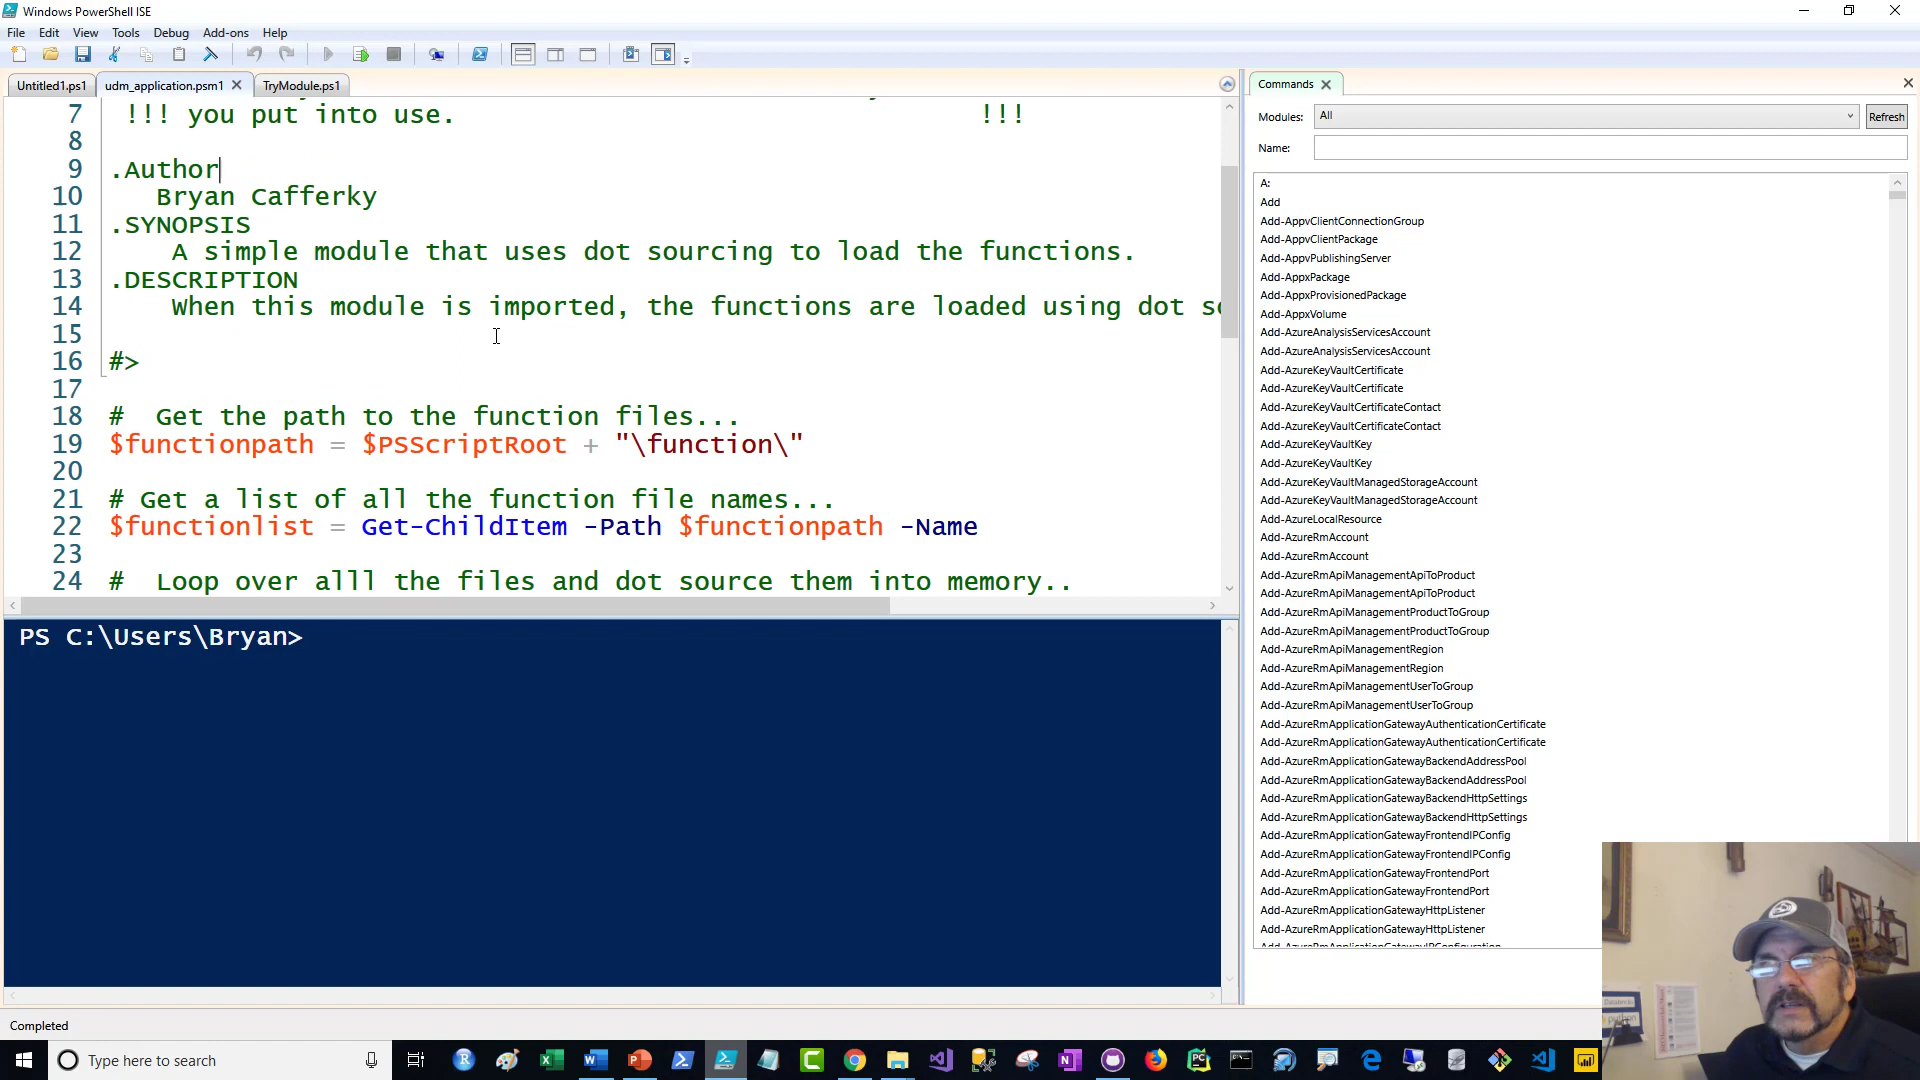 Windows PowerShell ISE
File Edit View Tools Debug Add-ons Help
Untitled1.ps1 udm_application.psm1 TryModule.ps1
7 !!! you put into use. !!!
8
9 .Author
10 Bryan Cafferky
11 .SYNOPSIS
12 A simple module that uses dot sourcing to load the functions.
13 .DESCRIPTION
14 When this module is imported, the functions are loaded using dot so
15
16 #>
17
18 # Get the path to the function files...
19 $functionpath = $PSScriptRoot + "\function\"
20
21 # Get a list of all the function file names...
22 $functionlist = Get-ChildItem -Path $functionpath -Name
23
24 # Loop over alll the files and dot source them into memory..
PS C:\Users\Bryan>
Completed
Commands
Modules: All Refresh
Name:
A:
Add
Add-AppvClientConnectionGroup
Add-AppvClientPackage
Add-AppvPublishingServer
Add-AppxPackage
Add-AppxProvisionedPackage
Add-AppxVolume
Add-AzureAnalysisServicesAccount
Add-AzureAnalysisServicesAccount
Add-AzureKeyVaultCertificate
Add-AzureKeyVaultCertificate
Add-AzureKeyVaultCertificateContact
Add-AzureKeyVaultCertificateContact
Add-AzureKeyVaultKey
Add-AzureKeyVaultKey
Add-AzureKeyVaultManagedStorageAccount
Add-AzureKeyVaultManagedStorageAccount
Add-AzureLocalResource
Add-AzureRmAccount
Add-AzureRmAccount
Add-AzureRmApiManagementApiToProduct
Add-AzureRmApiManagementApiToProduct
Add-AzureRmApiManagementProductToGroup
Add-AzureRmApiManagementProductToGroup
Add-AzureRmApiManagementRegion
Add-AzureRmApiManagementRegion
Add-AzureRmApiManagementUserToGroup
Add-AzureRmApiManagementUserToGroup
Add-AzureRmApplicationGatewayAuthenticationCertificate
Add-AzureRmApplicationGatewayAuthenticationCertificate
Add-AzureRmApplicationGatewayBackendAddressPool
Add-AzureRmApplicationGatewayBackendAddressPool
Add-AzureRmApplicationGatewayBackendHttpSettings
Add-AzureRmApplicationGatewayBackendHttpSettings
Add-AzureRmApplicationGatewayFrontendIPConfig
Add-AzureRmApplicationGatewayFrontendIPConfig
Add-AzureRmApplicationGatewayFrontendPort
Add-AzureRmApplicationGatewayFrontendPort
Add-AzureRmApplicationGatewayHttpListener
Add-AzureRmApplicationGatewayHttpListener
Add-AzureRmApplicationGatewayIPConfiguration
Type here to search